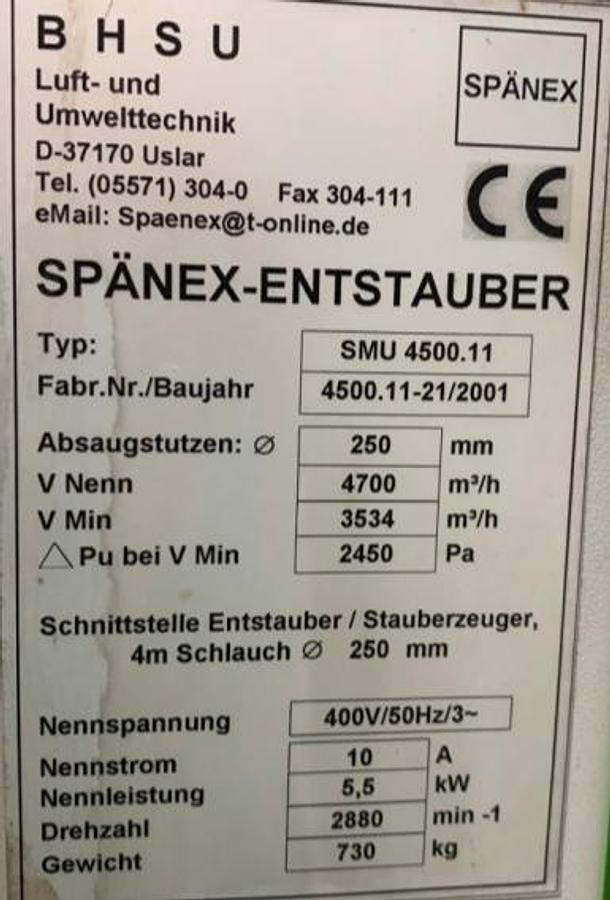 BHSU
SPÄNEX
Luft- und
Umwelttechnik
D-37170 Uslar
Tel. (05571) 304-0 Fax 304-111
eMail: Spaenex@t-online.de
CE
SPÄNEX-ENTSTAUBER
Typ: SMU 4500.11
Fabr.Nr./Baujahr 4500.11-21/2001
Absaugstutzen: ∅ 250 mm
V Nenn 4700 m³/h
V Min 3534 m³/h
△ Pu bei V Min 2450 Pa
Schnittstelle Entstauber / Stauberzeuger,
4m Schlauch ∅ 250 mm
Nennspannung 400V/50Hz/3~
Nennstrom 10 A
Nennleistung 5,5 kW
Drehzahl 2880 min -1
Gewicht 730 kg